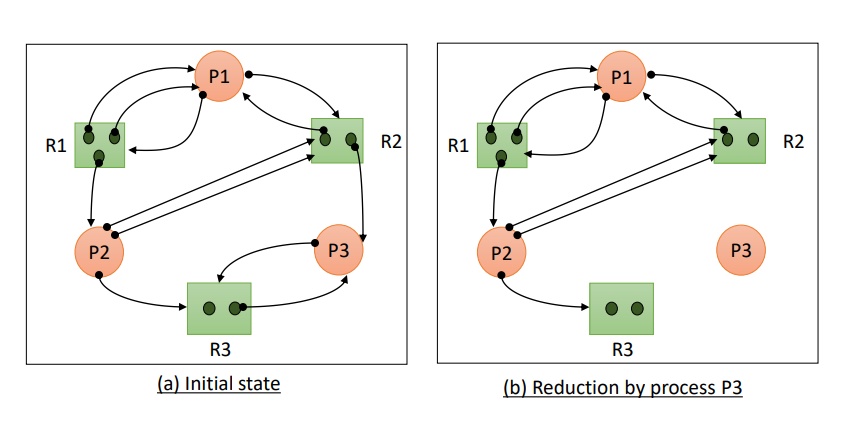 P1
R1
R2
P2
P3
R3
(a) Initial state
P1
R1
R2
P2
P3
R3
(b) Reduction by process P3